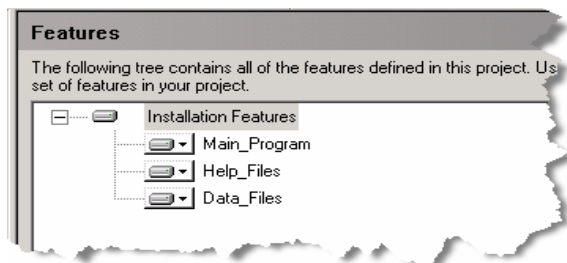 Features
The following tree contains all of the features defined in this project. Us
set of features in your project.
Installation Features
Main_Program
Help_Files
Data_Files